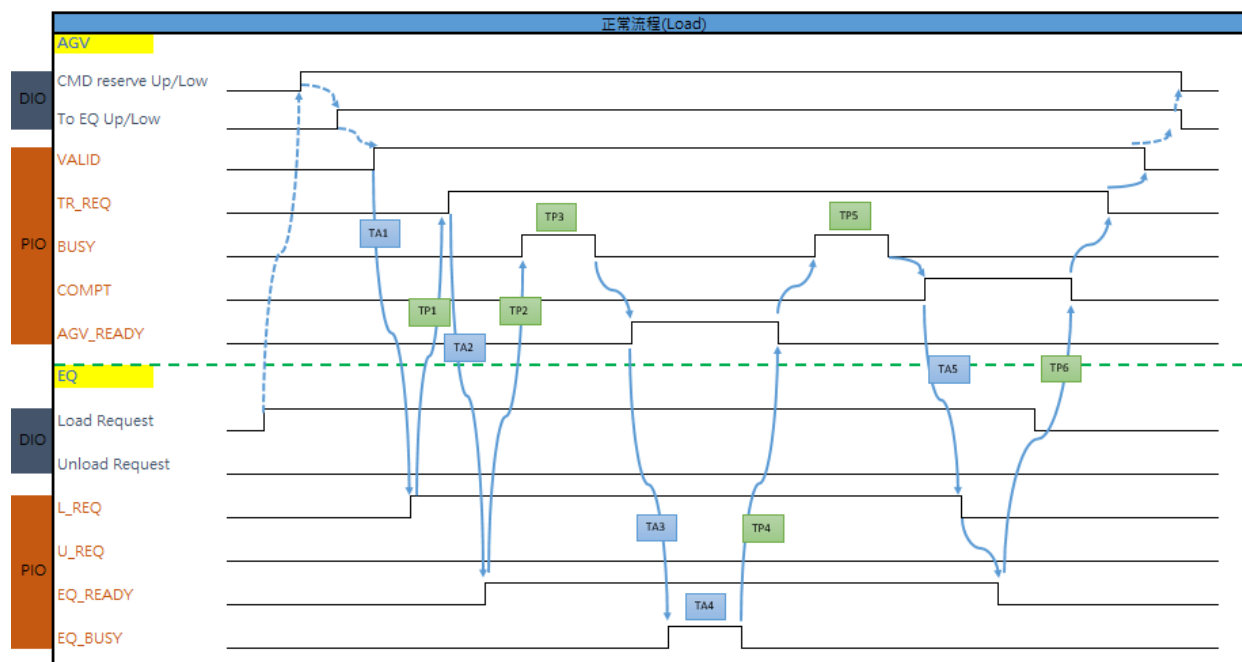 正常流程(Load)
AGV
DIO
CMD reserve Up/Low
To EQ Up/Low
PIO
VALID
TR_REQ
BUSY
COMPT
AGV_READY
TA1
TP1
TA2
TP2
TP3
TP5
TA5
TP6
EQ
DIO
Load Request
Unload Request
PIO
L_REQ
U_REQ
EQ_READY
EQ_BUSY
TA3
TA4
TP4